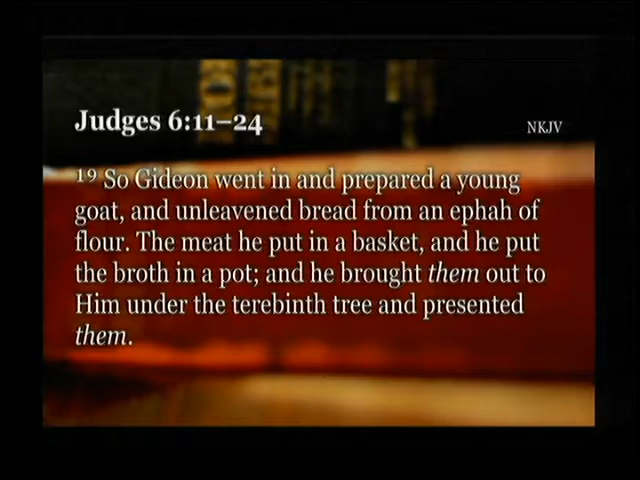 Judges 6:11–24
NKJV
19 So Gideon went in and prepared a young
goat, and unleavened bread from an ephah of
flour. The meat he put in a basket, and he put
the broth in a pot; and he brought them out to
Him under the terebinth tree and presented
them.